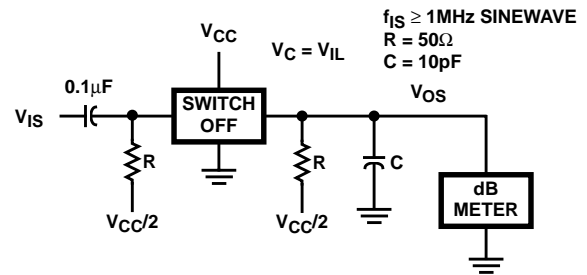 fIS ≥ 1MHz SINEWAVE
R = 50Ω
C = 10pF
VCC
VC = VIL
VOS
0.1µF
VIS
SWITCH
OFF
R
R
C
VCC/2
VCC/2
dB
METER